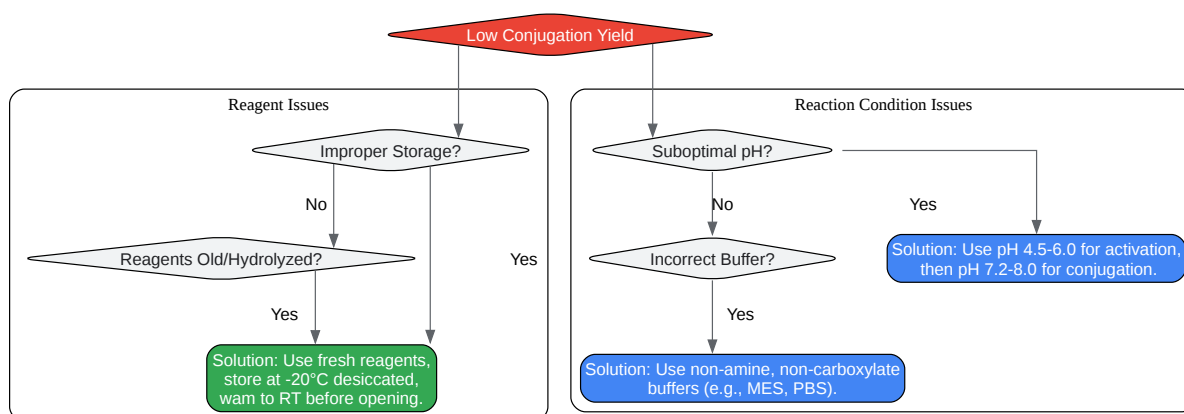 Low Conjugation Yield
Reagent Issues
Improper Storage?
No
Reagents Old/Hydrolyzed?
Yes
Yes
Solution: Use fresh reagents,
store at -20°C desiccated,
wam to RT before opening.
Reaction Condition Issues
Suboptimal pH?
No
Yes
Incorrect Buffer?
Solution: Use pH 4.5-6.0 for activation,
then pH 7.2-8.0 for conjugation.
Yes
Solution: Use non-amine, non-carboxylate
buffers (e.g., MES, PBS).